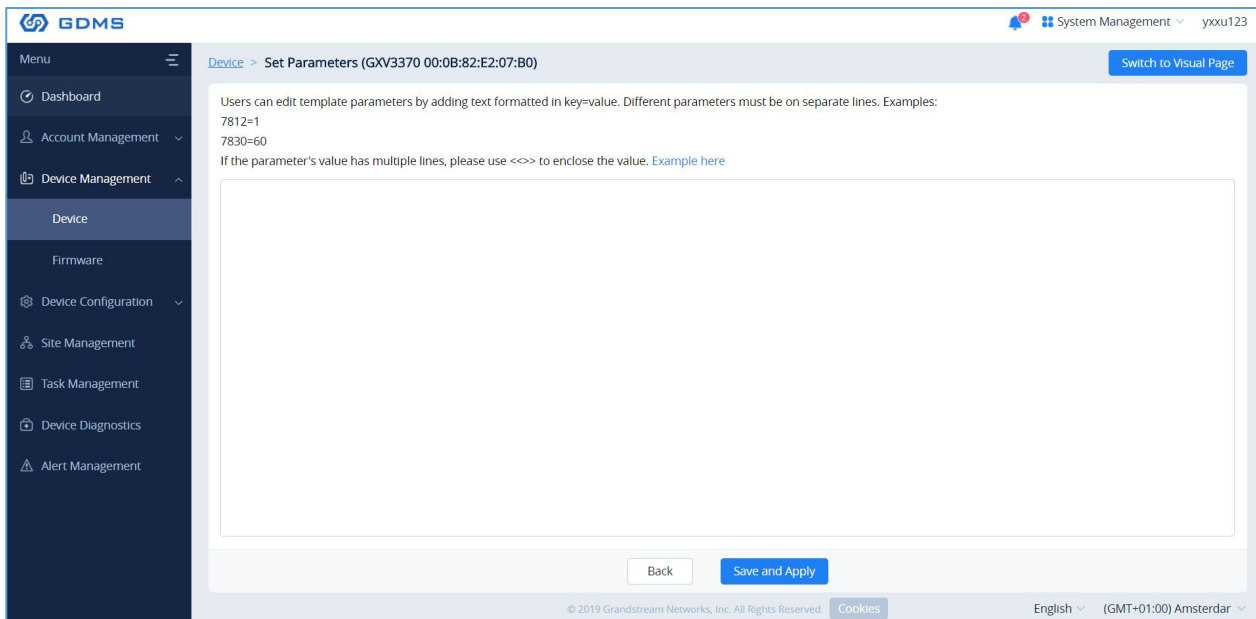 GDMS
2
System Management
yxxu123
Menu
Device > Set Parameters (GXV3370 00:0B:82:E2:07:B0)
Switch to Visual Page
Dashboard
Account Management
Device Management
Device
Firmware
Device Configuration
Site Management
Task Management
Device Diagnostics
Alert Management
Users can edit template parameters by adding text formatted in key=value. Different parameters must be on separate lines. Examples:
7812=1
7830=60
If the parameter's value has multiple lines, please use <<>> to enclose the value. Example here
Back
Save and Apply
© 2019 Grandstream Networks, Inc. All Rights Reserved.
Cookies
English
(GMT+01:00) Amsterdar